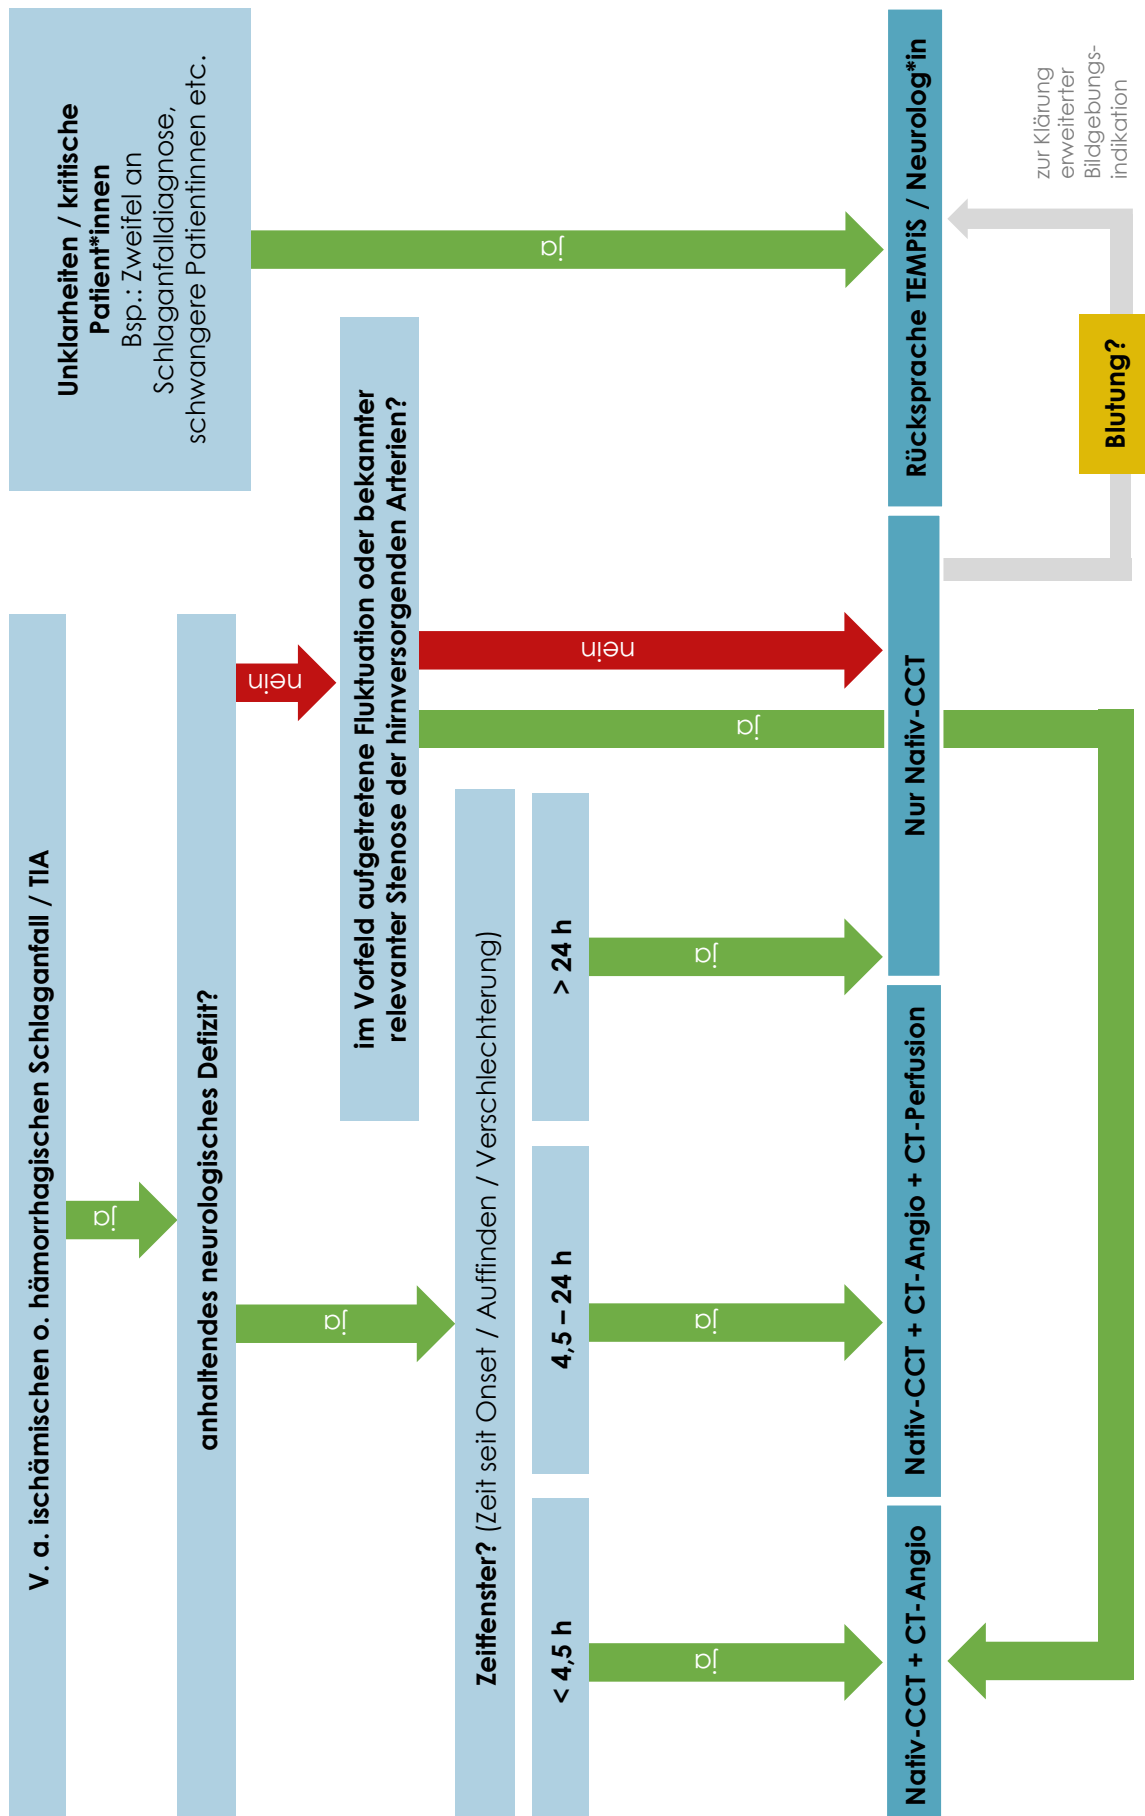 V. a. ischämischen o. hämorrhagischen Schlaganfall / TIA
Unklarheiten / kritische
Patient*innen
Bsp.: Zweifel an
Schlaganfalldiagnose,
schwangere Patientinnen etc.
ja
anhaltendes neurologisches Defizit?
ja
nein
im Vorfeld aufgetretene Fluktuation oder bekannter
relevanter Stenose der hirnversorgenden Arterien?
ja
Zeitfenster? (Zeit seit Onset / Auffinden / Verschlechterung)
< 4,5 h
4,5 – 24 h
> 24 h
ja
ja
ja
ja
nein
Nativ-CCT + CT-Angio
Nativ-CCT + CT-Angio + CT-Perfusion
Nur Nativ-CCT
Rücksprache TEMPiS / Neurolog*in
Blutung?
zur Klärung
erweiterter
Bildgebungs-
indikation